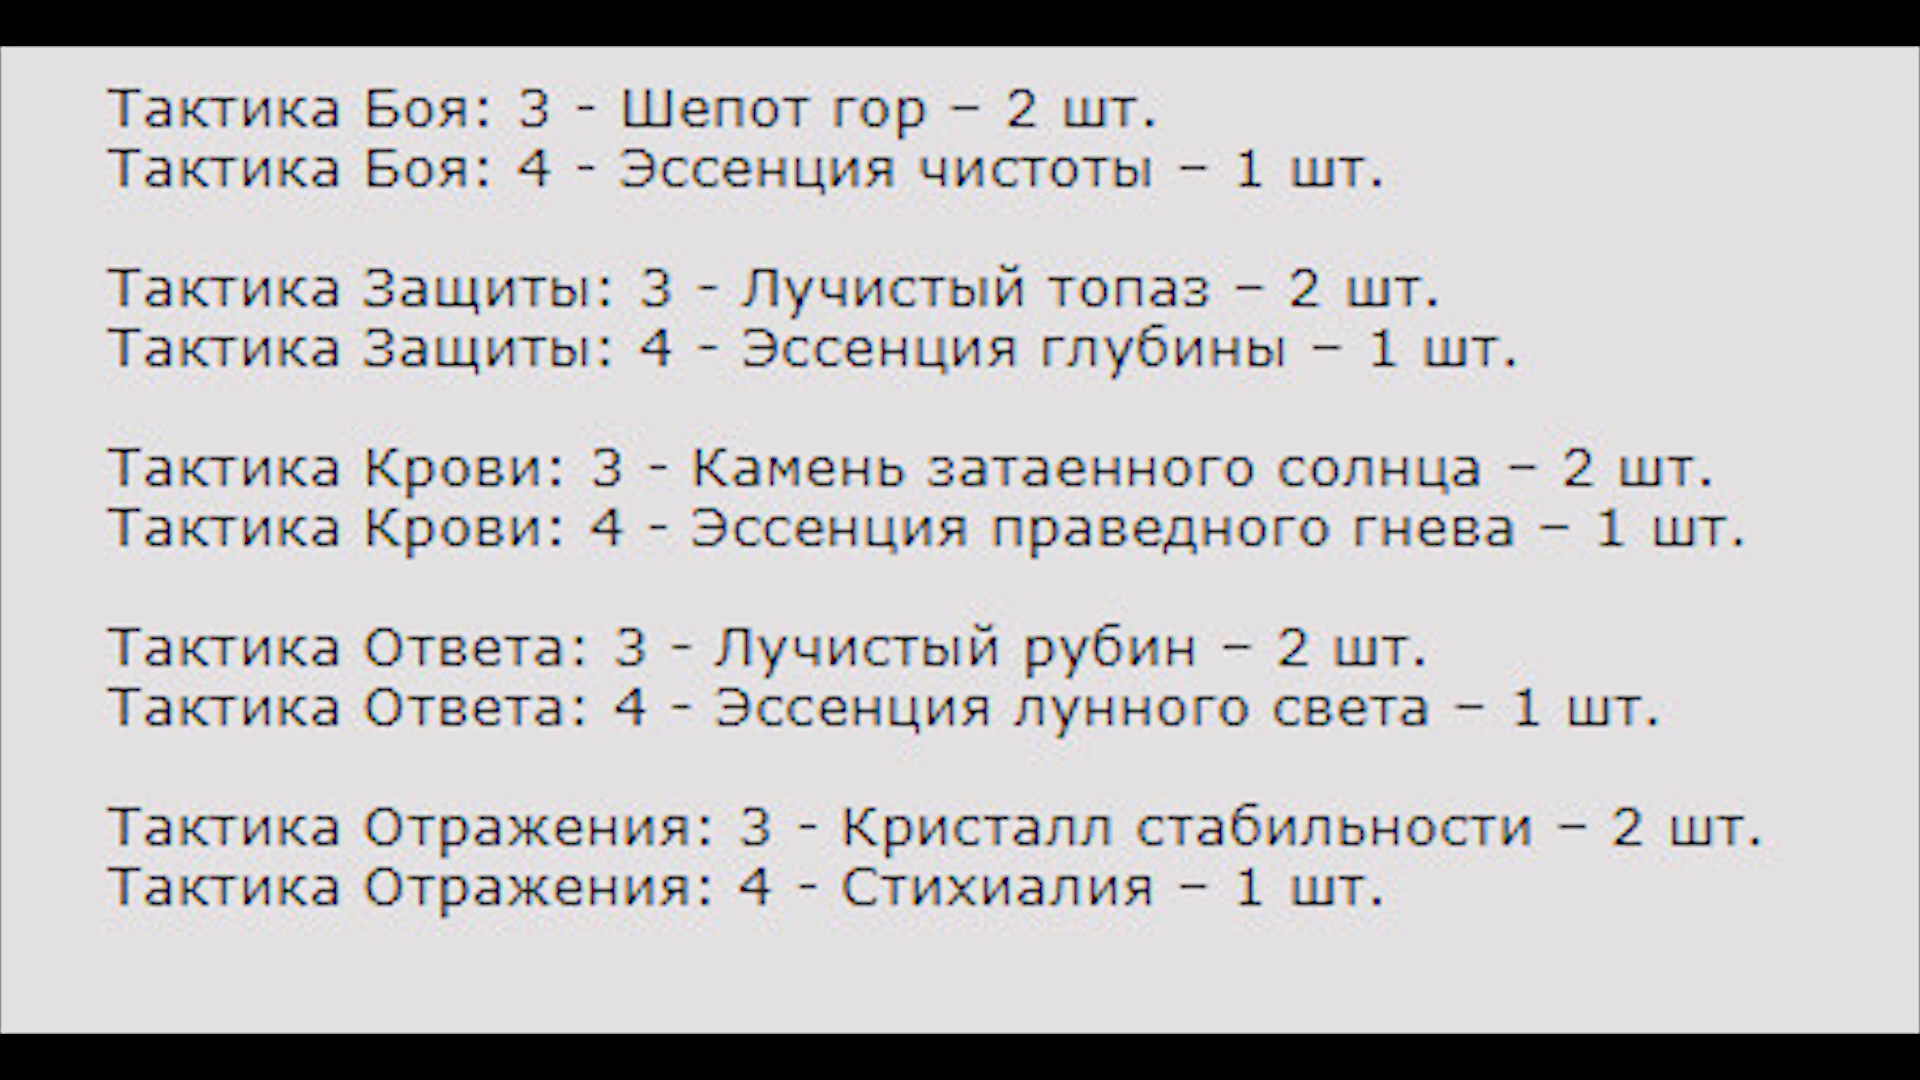 Тактика Боя: 3 - Шепот гор – 2 шт.
Тактика Боя: 4 - Эссенция чистоты – 1 шт.
Тактика Защиты: 3 - Лучистый топаз – 2 шт.
Тактика Защиты: 4 - Эссенция глубины – 1 шт.
Тактика Крови: 3 - Камень затаенного солнца – 2 шт.
Тактика Крови: 4 - Эссенция праведного гнева – 1 шт.
Тактика Ответа: 3 - Лучистый рубин – 2 шт.
Тактика Ответа: 4 - Эссенция лунного света – 1 шт.
Тактика Отражения: 3 - Кристалл стабильности – 2 шт.
Тактика Отражения: 4 - Стихиалия – 1 шт.